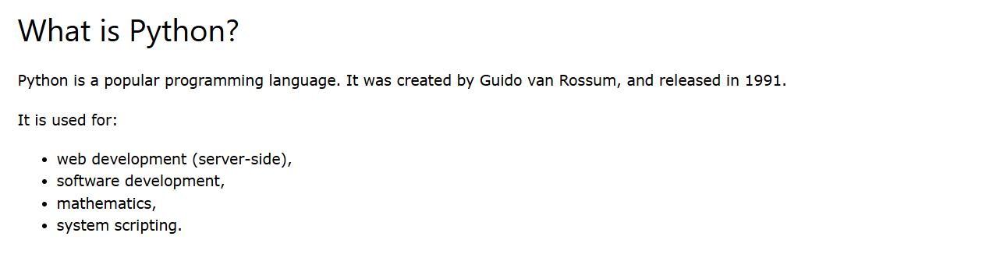 What is Python?
Python is a popular programming language. It was created by Guido van Rossum, and released in 1991.
It is used for:
• web development (server-side),
• software development,
• mathematics,
• system scripting.